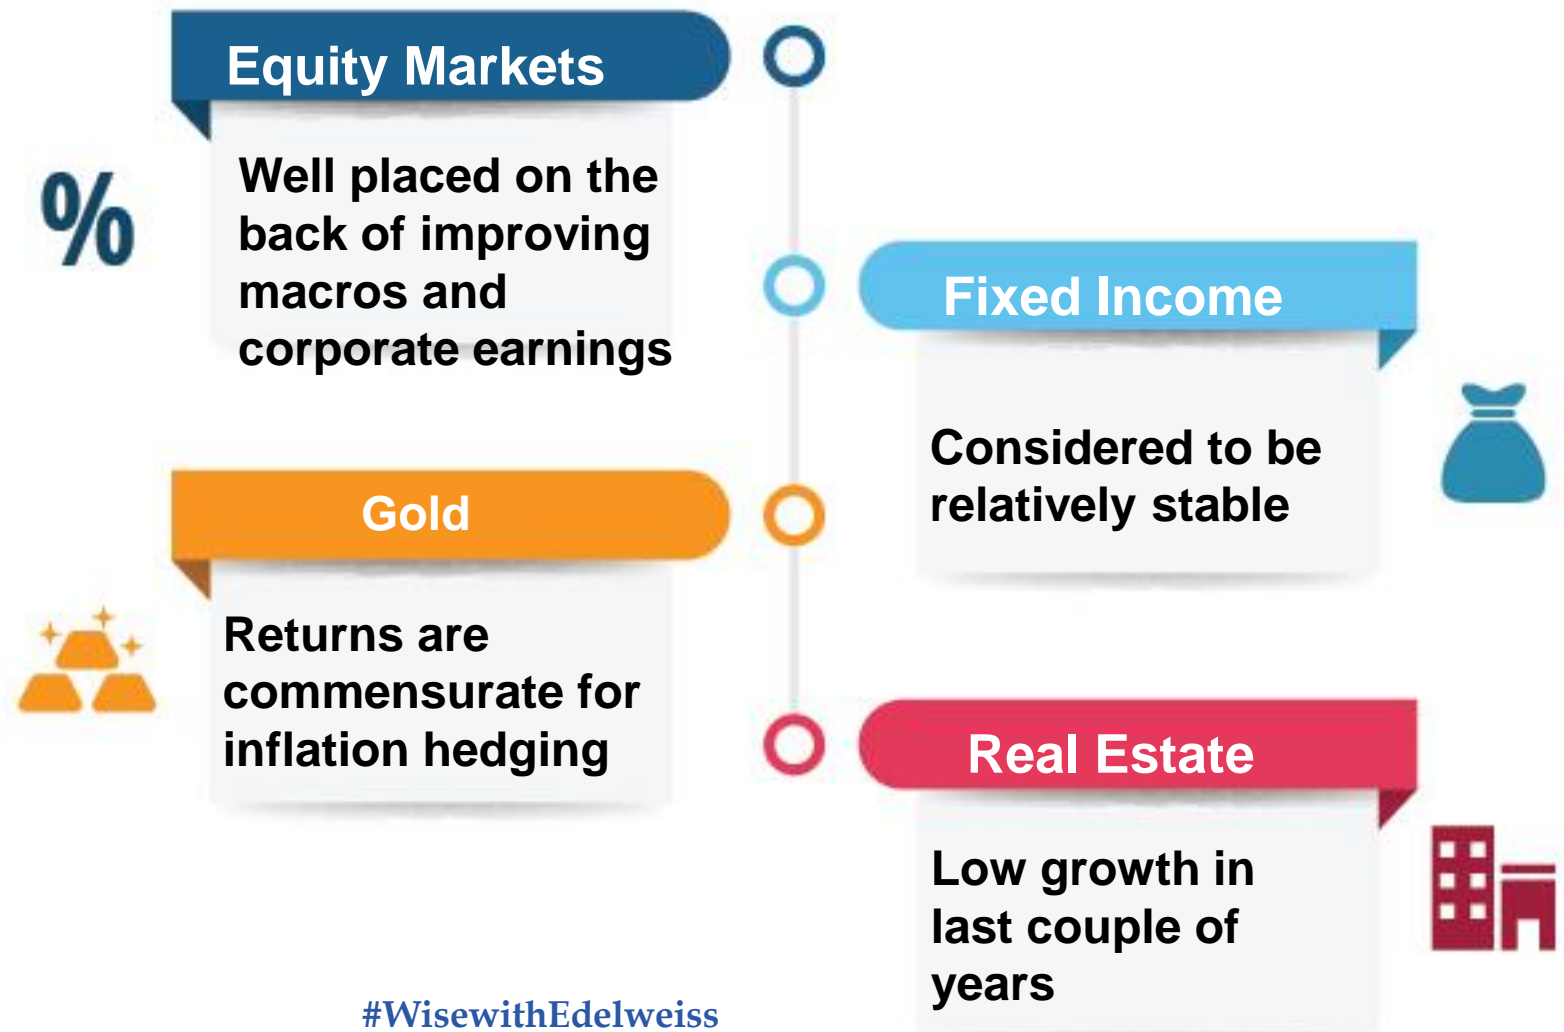 Equity Markets
%
Well placed on the
back of improving
macros and
corporate earnings
Fixed Income
Considered to be
relatively stable
Gold
Returns are
commensurate for
inflation hedging
Real Estate
Low growth in
last couple of
years
#WisewithEdelweiss